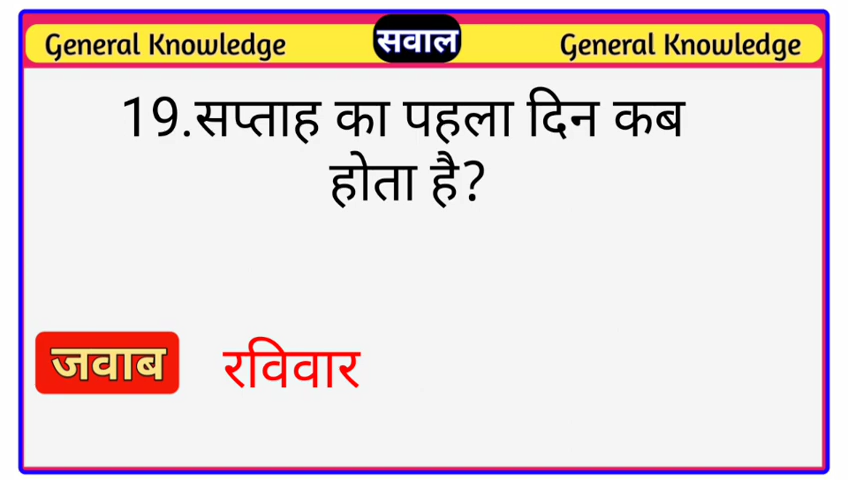 General Knowledge सवाल General Knowledge
19.सप्ताह का पहला दिन कब
होता है?
जवाब रविवार